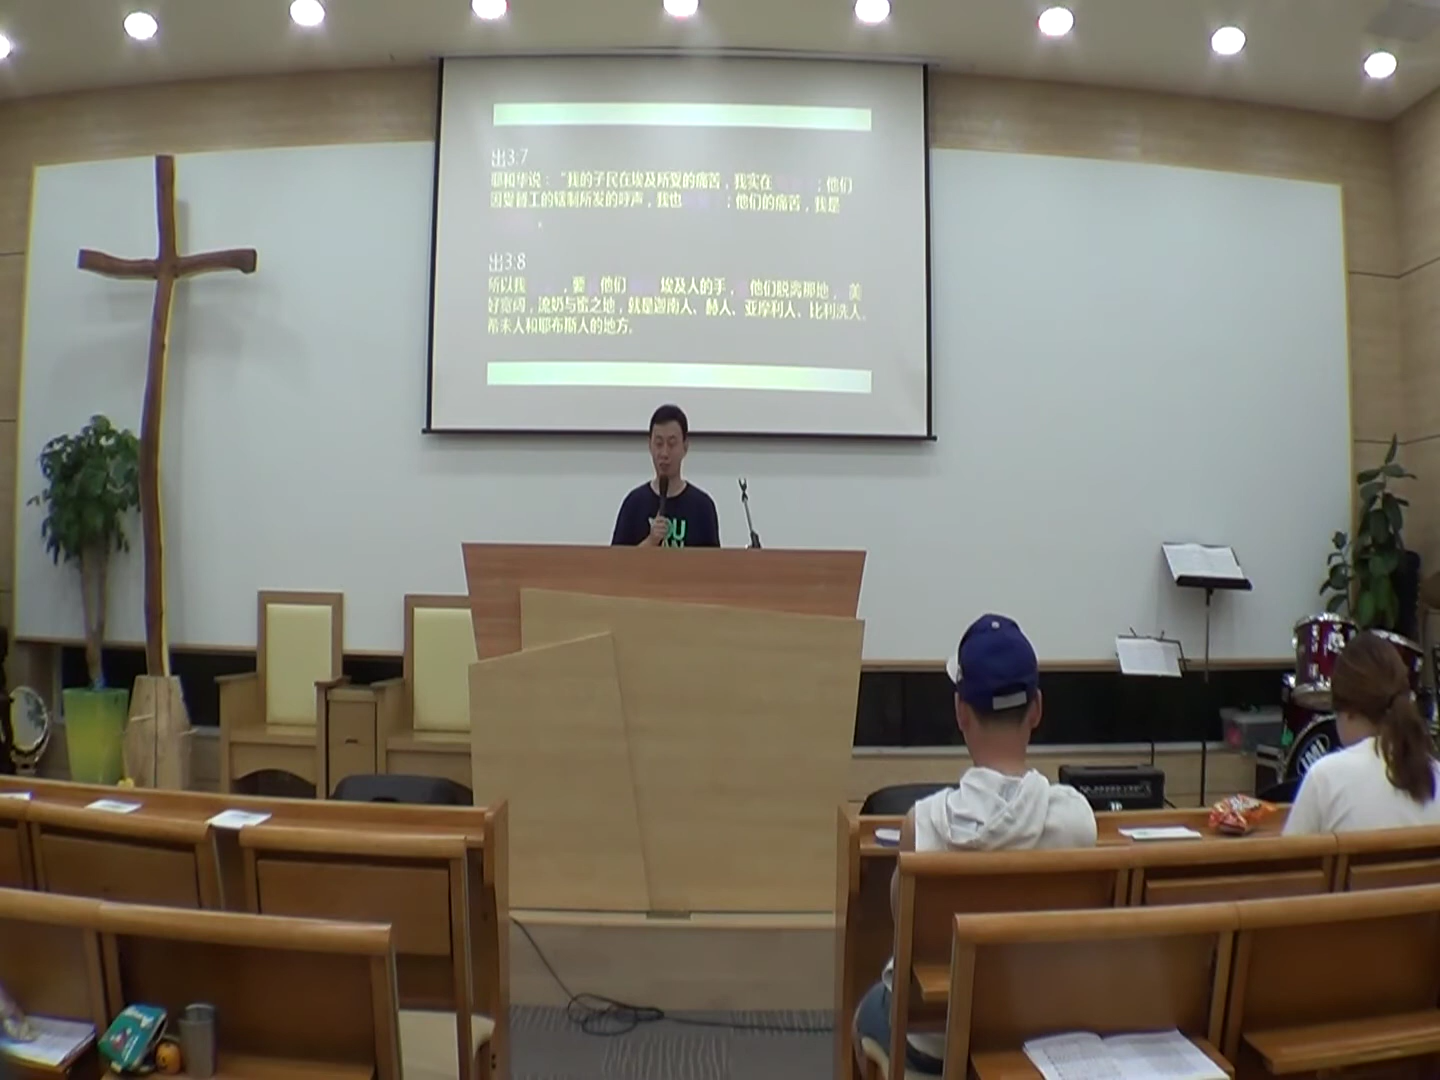 出3:7
耶和华说：“我的子民在埃及所受的痛苦，我实在 ；他们
因受督工的辖制所发的呼声，我也 ；他们的痛苦，我是
。
出3:8
所以我 ，要 他们 埃及人的手， 他们脱离那地， 美
好宽阔，流奶与蜜之地，就是迦南人、赫人、亚摩利人、比利洗人、
希未人和耶布斯人的地方。
YOU